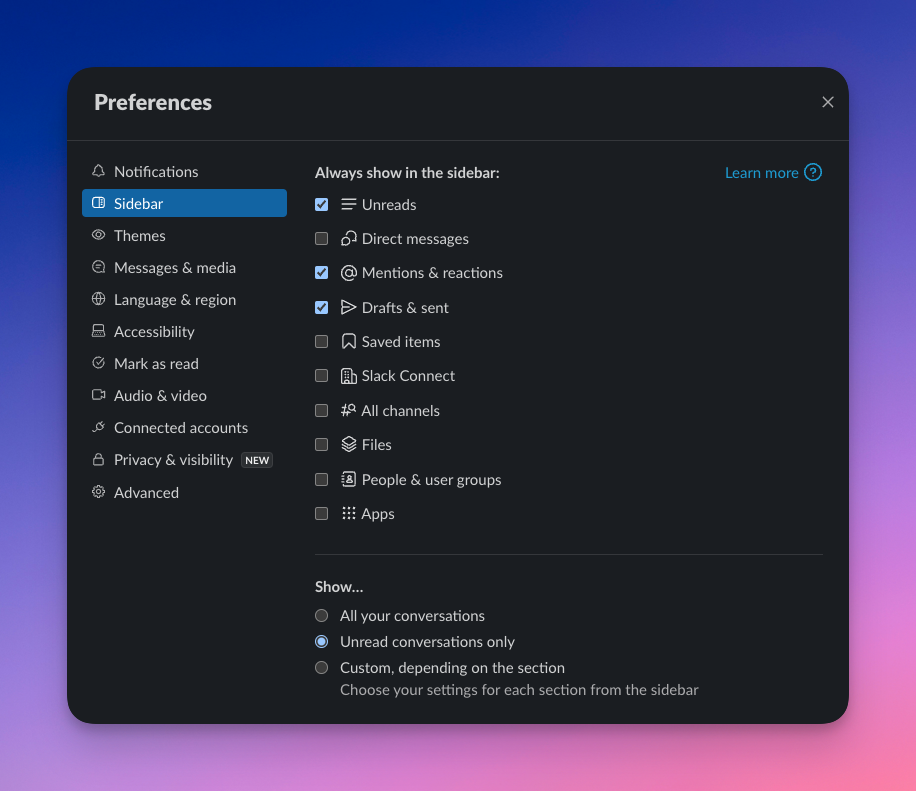 Preferences
Notifications
Sidebar
Themes
Messages & media
Language & region
Accessibility
Mark as read
Audio & video
Connected accounts
Privacy & visibility NEW
Advanced
Always show in the sidebar:
Learn more
Unreads
Direct messages
Mentions & reactions
Drafts & sent
Saved items
Slack Connect
All channels
Files
People & user groups
Apps
Show...
All your conversations
Unread conversations only
Custom, depending on the section
Choose your settings for each section from the sidebar